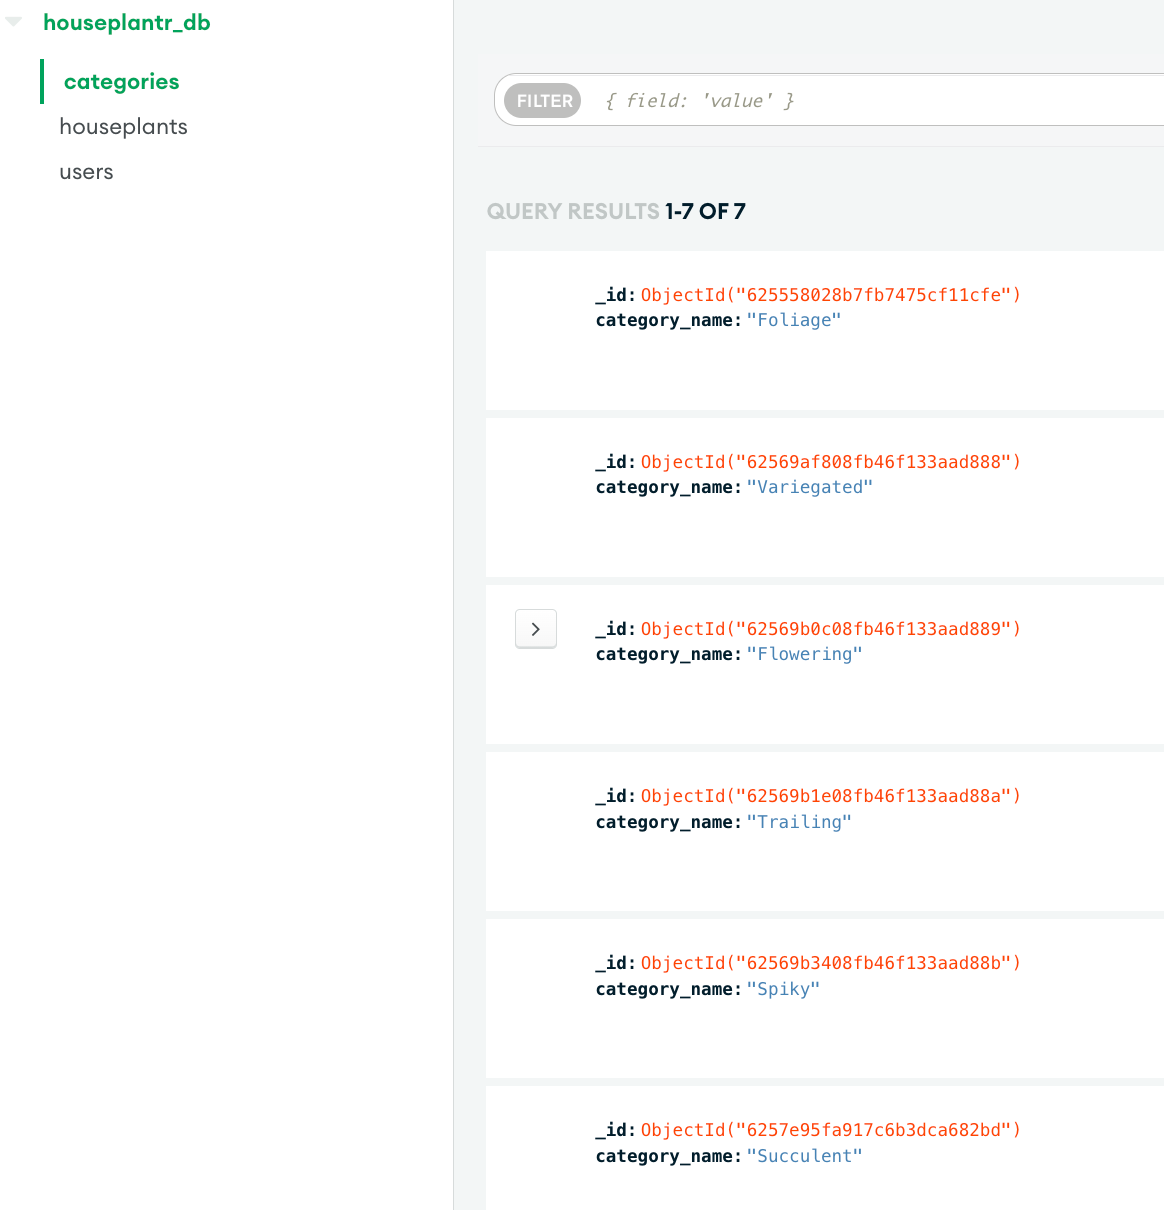 houseplantr_db
categories
houseplants
users
FILTER { field: 'value' }
QUERY RESULTS 1-7 OF 7
_id: ObjectId("625558028b7fb7475cf11cfe")
category_name: "Foliage"
_id: ObjectId("62569af808fb46f133aad888")
category_name: "Variegated"
_id: ObjectId("62569b0c08fb46f133aad889")
category_name: "Flowering"
_id: ObjectId("62569b1e08fb46f133aad88a")
category_name: "Trailing"
_id: ObjectId("62569b3408fb46f133aad88b")
category_name: "Spiky"
_id: ObjectId("6257e95fa917c6b3dca682bd")
category_name: "Succulent"